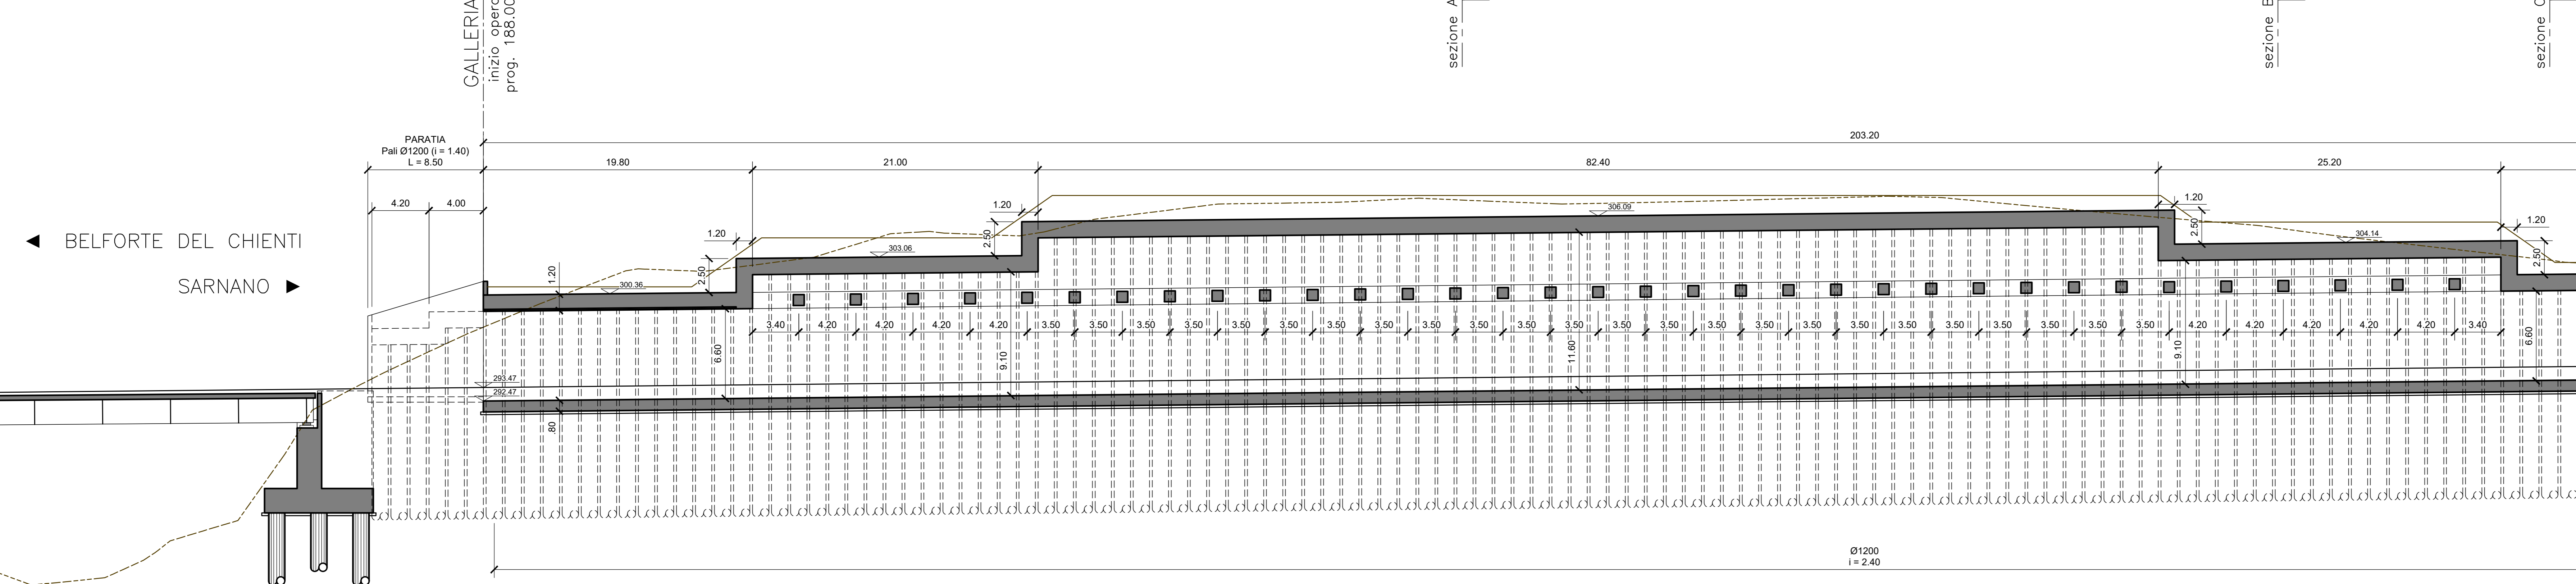 GALLERIA
inizio opera
prog. 188.00
sezione A
sezione B
sezione C
PARATIA
Pali Ø1200 (i = 1.40)
L = 8.50
203.20
19.80
21.00
82.40
25.20
4.20
4.00
◄ BELFORTE DEL CHIENTI
SARNANO ►
1.20
1.20
1.20
1.20
1.20
2.50
2.50
2.50
2.50
300.36
303.06
306.09
304.14
3.40 4.20 4.20 4.20 4.20 3.50 3.50 3.50 3.50 3.50 3.50 3.50 3.50 3.50 3.50 3.50 3.50 3.50 3.50 3.50 3.50 3.50 3.50 3.50 3.50 3.50 3.50 3.50 3.50 4.20 4.20 4.20 4.20 4.20 3.40
6.60
9.10
11.60
9.10
6.60
293.47
292.47
.80
Ø1200
i = 2.40